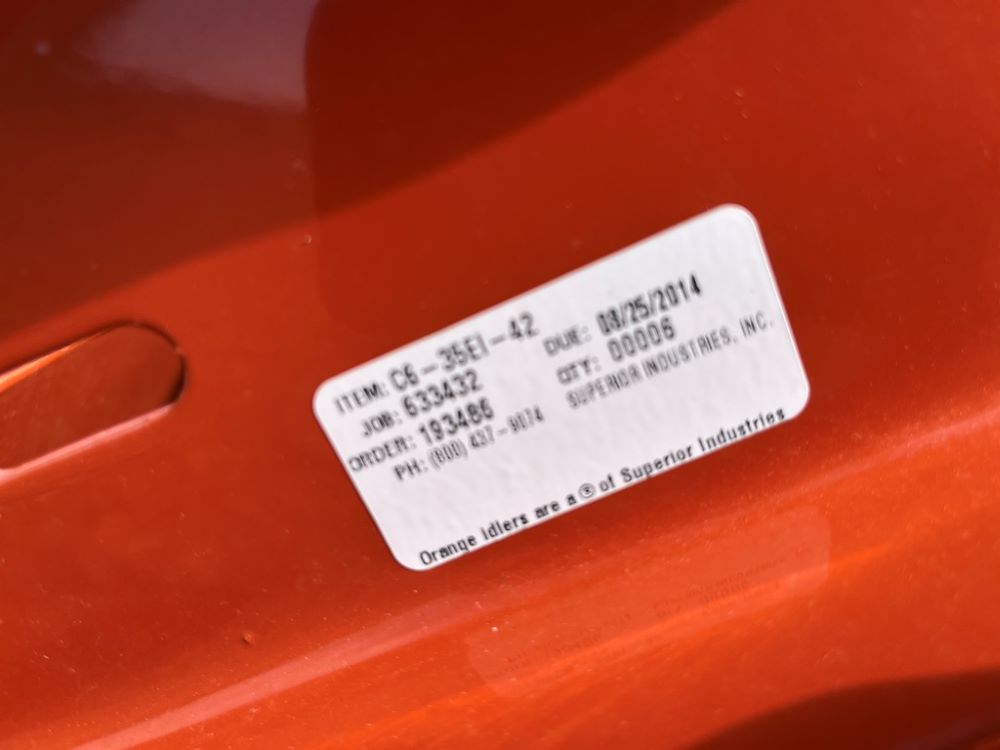 ITEM: C6-35EI-42
JOB: 633432 DUE: 08/25/2014
ORDER: 193486 QTY: 00006
PH: (800) 437-9074 SUPERIOR INDUSTRIES, INC.
Orange idlers are a ® of Superior Industries